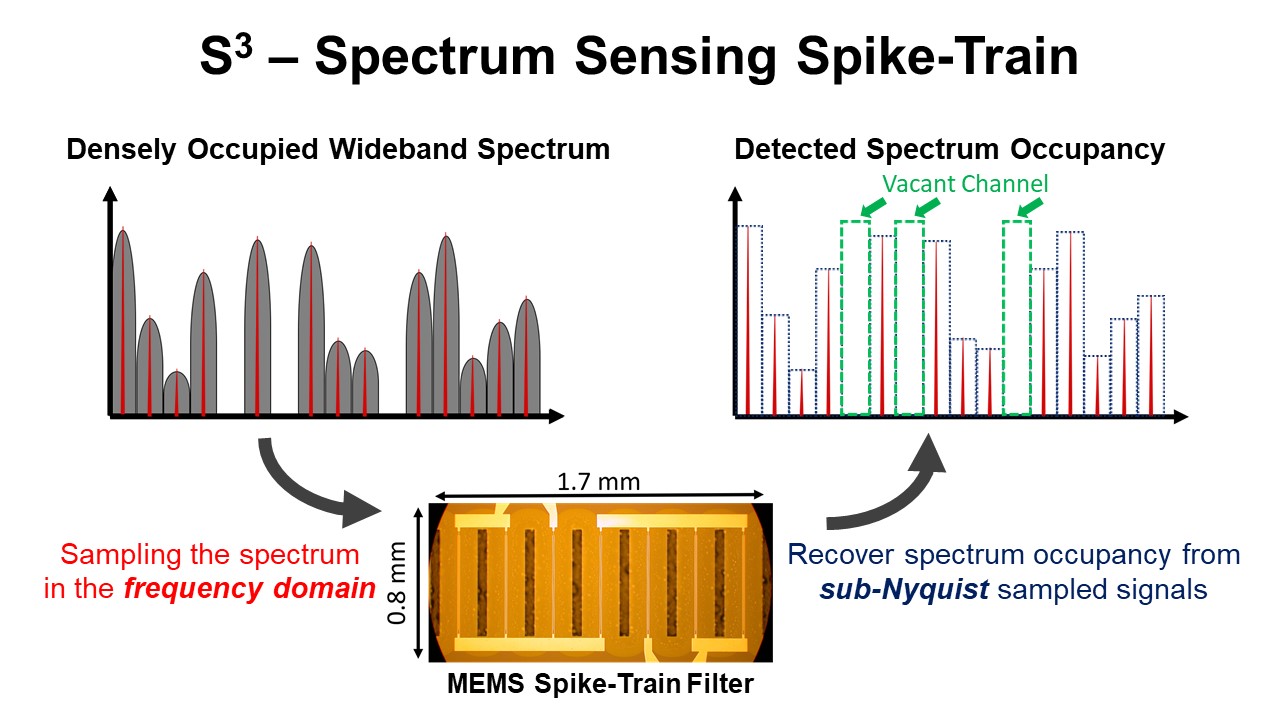 S³ – Spectrum Sensing Spike-Train
Densely Occupied Wideband Spectrum
Detected Spectrum Occupancy
Vacant Channel
1.7 mm
0.8 mm
Sampling the spectrum
in the frequency domain
Recover spectrum occupancy from
sub-Nyquist sampled signals
MEMS Spike-Train Filter